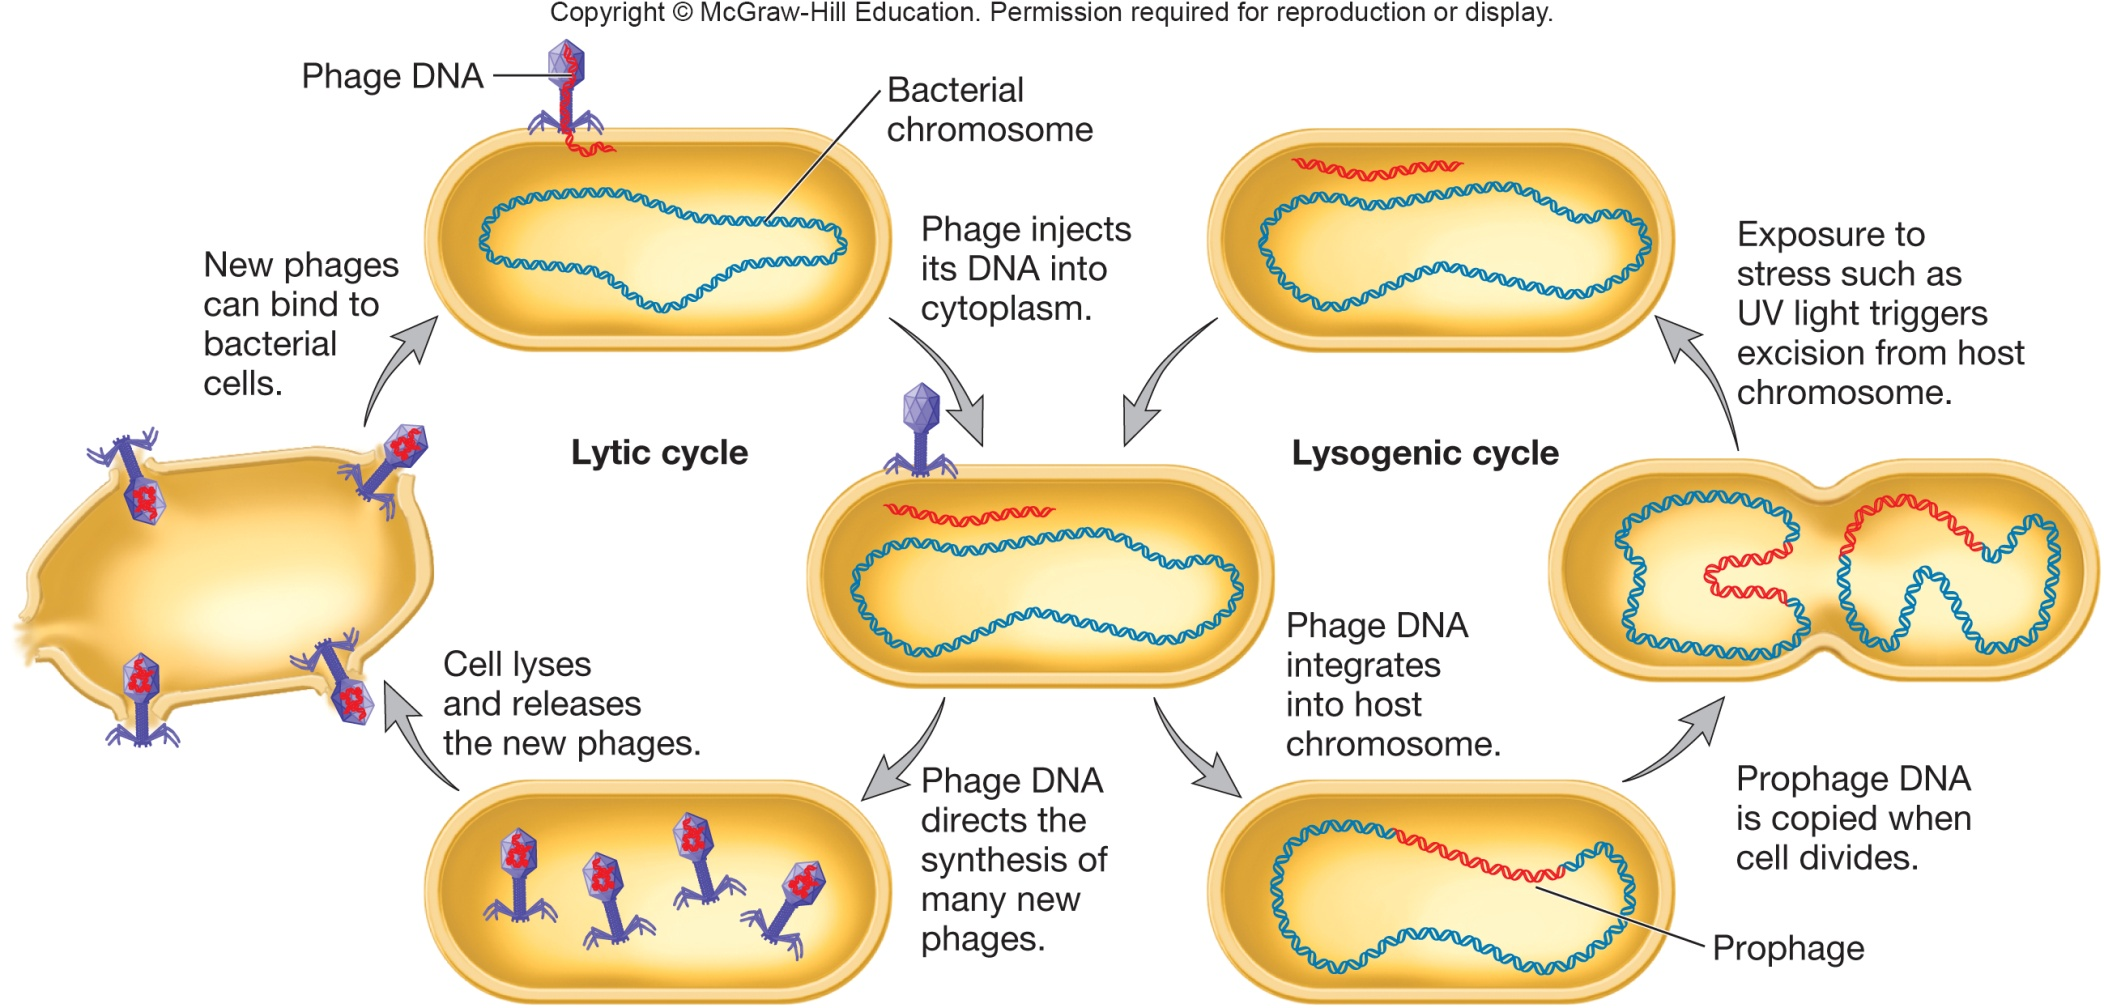 Copyright © McGraw-Hill Education. Permission required for reproduction or display.
Phage DNA
Bacterial
chromosome
New phages
can bind to
bacterial
cells.
Phage injects
its DNA into
cytoplasm.
Exposure to
stress such as
UV light triggers
excision from host
chromosome.
Lytic cycle
Lysogenic cycle
Cell lyses
and releases
the new phages.
Phage DNA
directs the
synthesis of
many new
phages.
Phage DNA
integrates
into host
chromosome.
Prophage DNA
is copied when
cell divides.
Prophage